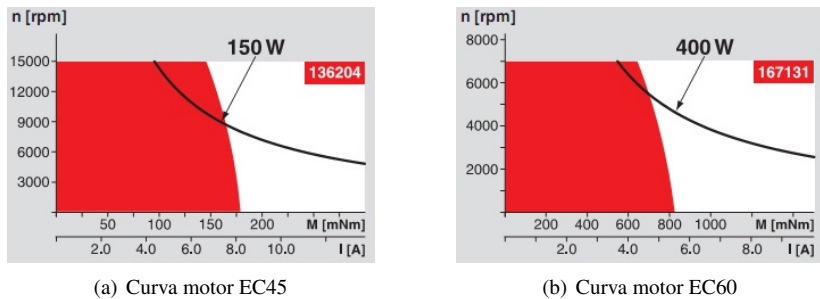 n [rpm]
15000
12000
9000
6000
3000
150 W
136204
50 100 150 200 M [mNm]
2.0 4.0 6.0 8.0 10.0 I [A]
(a) Curva motor EC45
n [rpm]
8000
6000
4000
2000
400 W
167131
200 400 600 800 1000 M [mNm]
2.0 4.0 6.0 8.0 I [A]
(b) Curva motor EC60